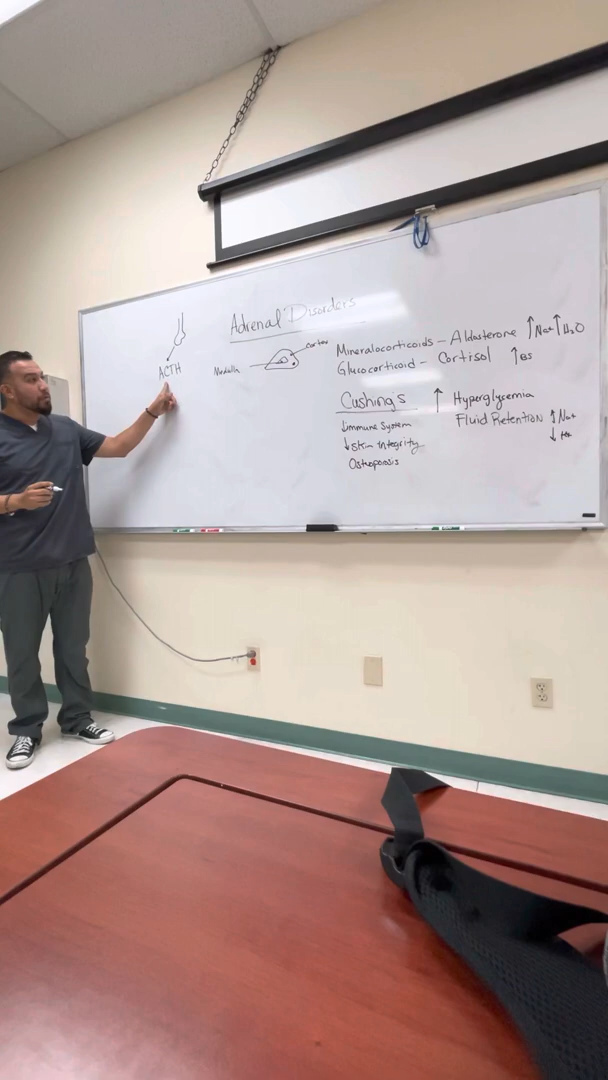 Adrenal Disorders
ACTH
Medulla
Cortex
Mineralocorticoids – Aldosterone ↑Na+ ↑H₂O
Glucocorticoid – Cortisol ↑BS
Cushing's ↑ Hyperglycemia
↓Immune System
Fluid Retention ↑Na+
↓K+
↓Skin Integrity
Osteoporosis